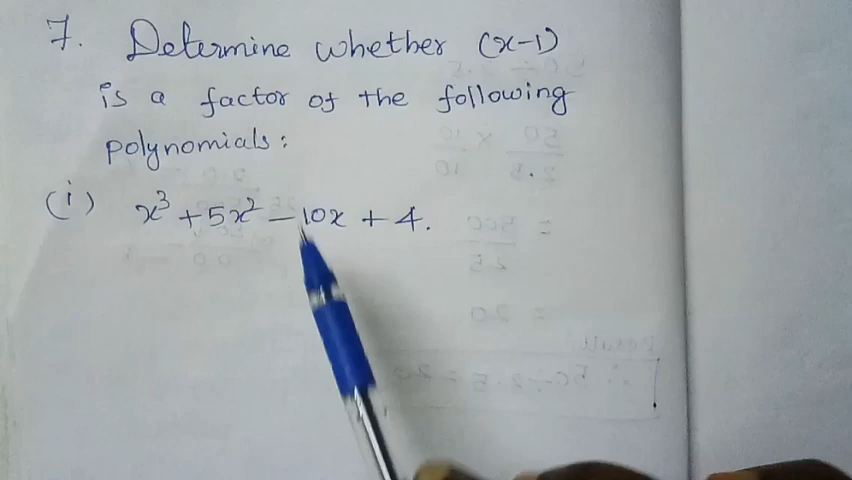 7. Determine whether (x-1)
is a factor of the following
polynomials:
(i) x³ + 5x² - 10x + 4.